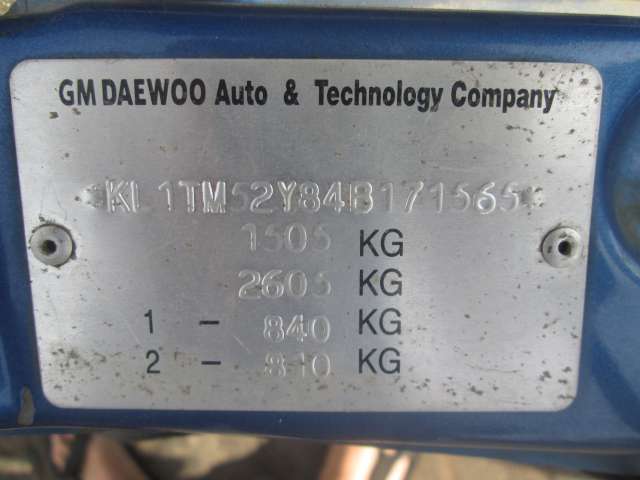 GM DAEWOO Auto & Technology Company
*KL1TM52Y84B171565*
1505 KG
2605 KG
1 - 840 KG
2 - 840 KG